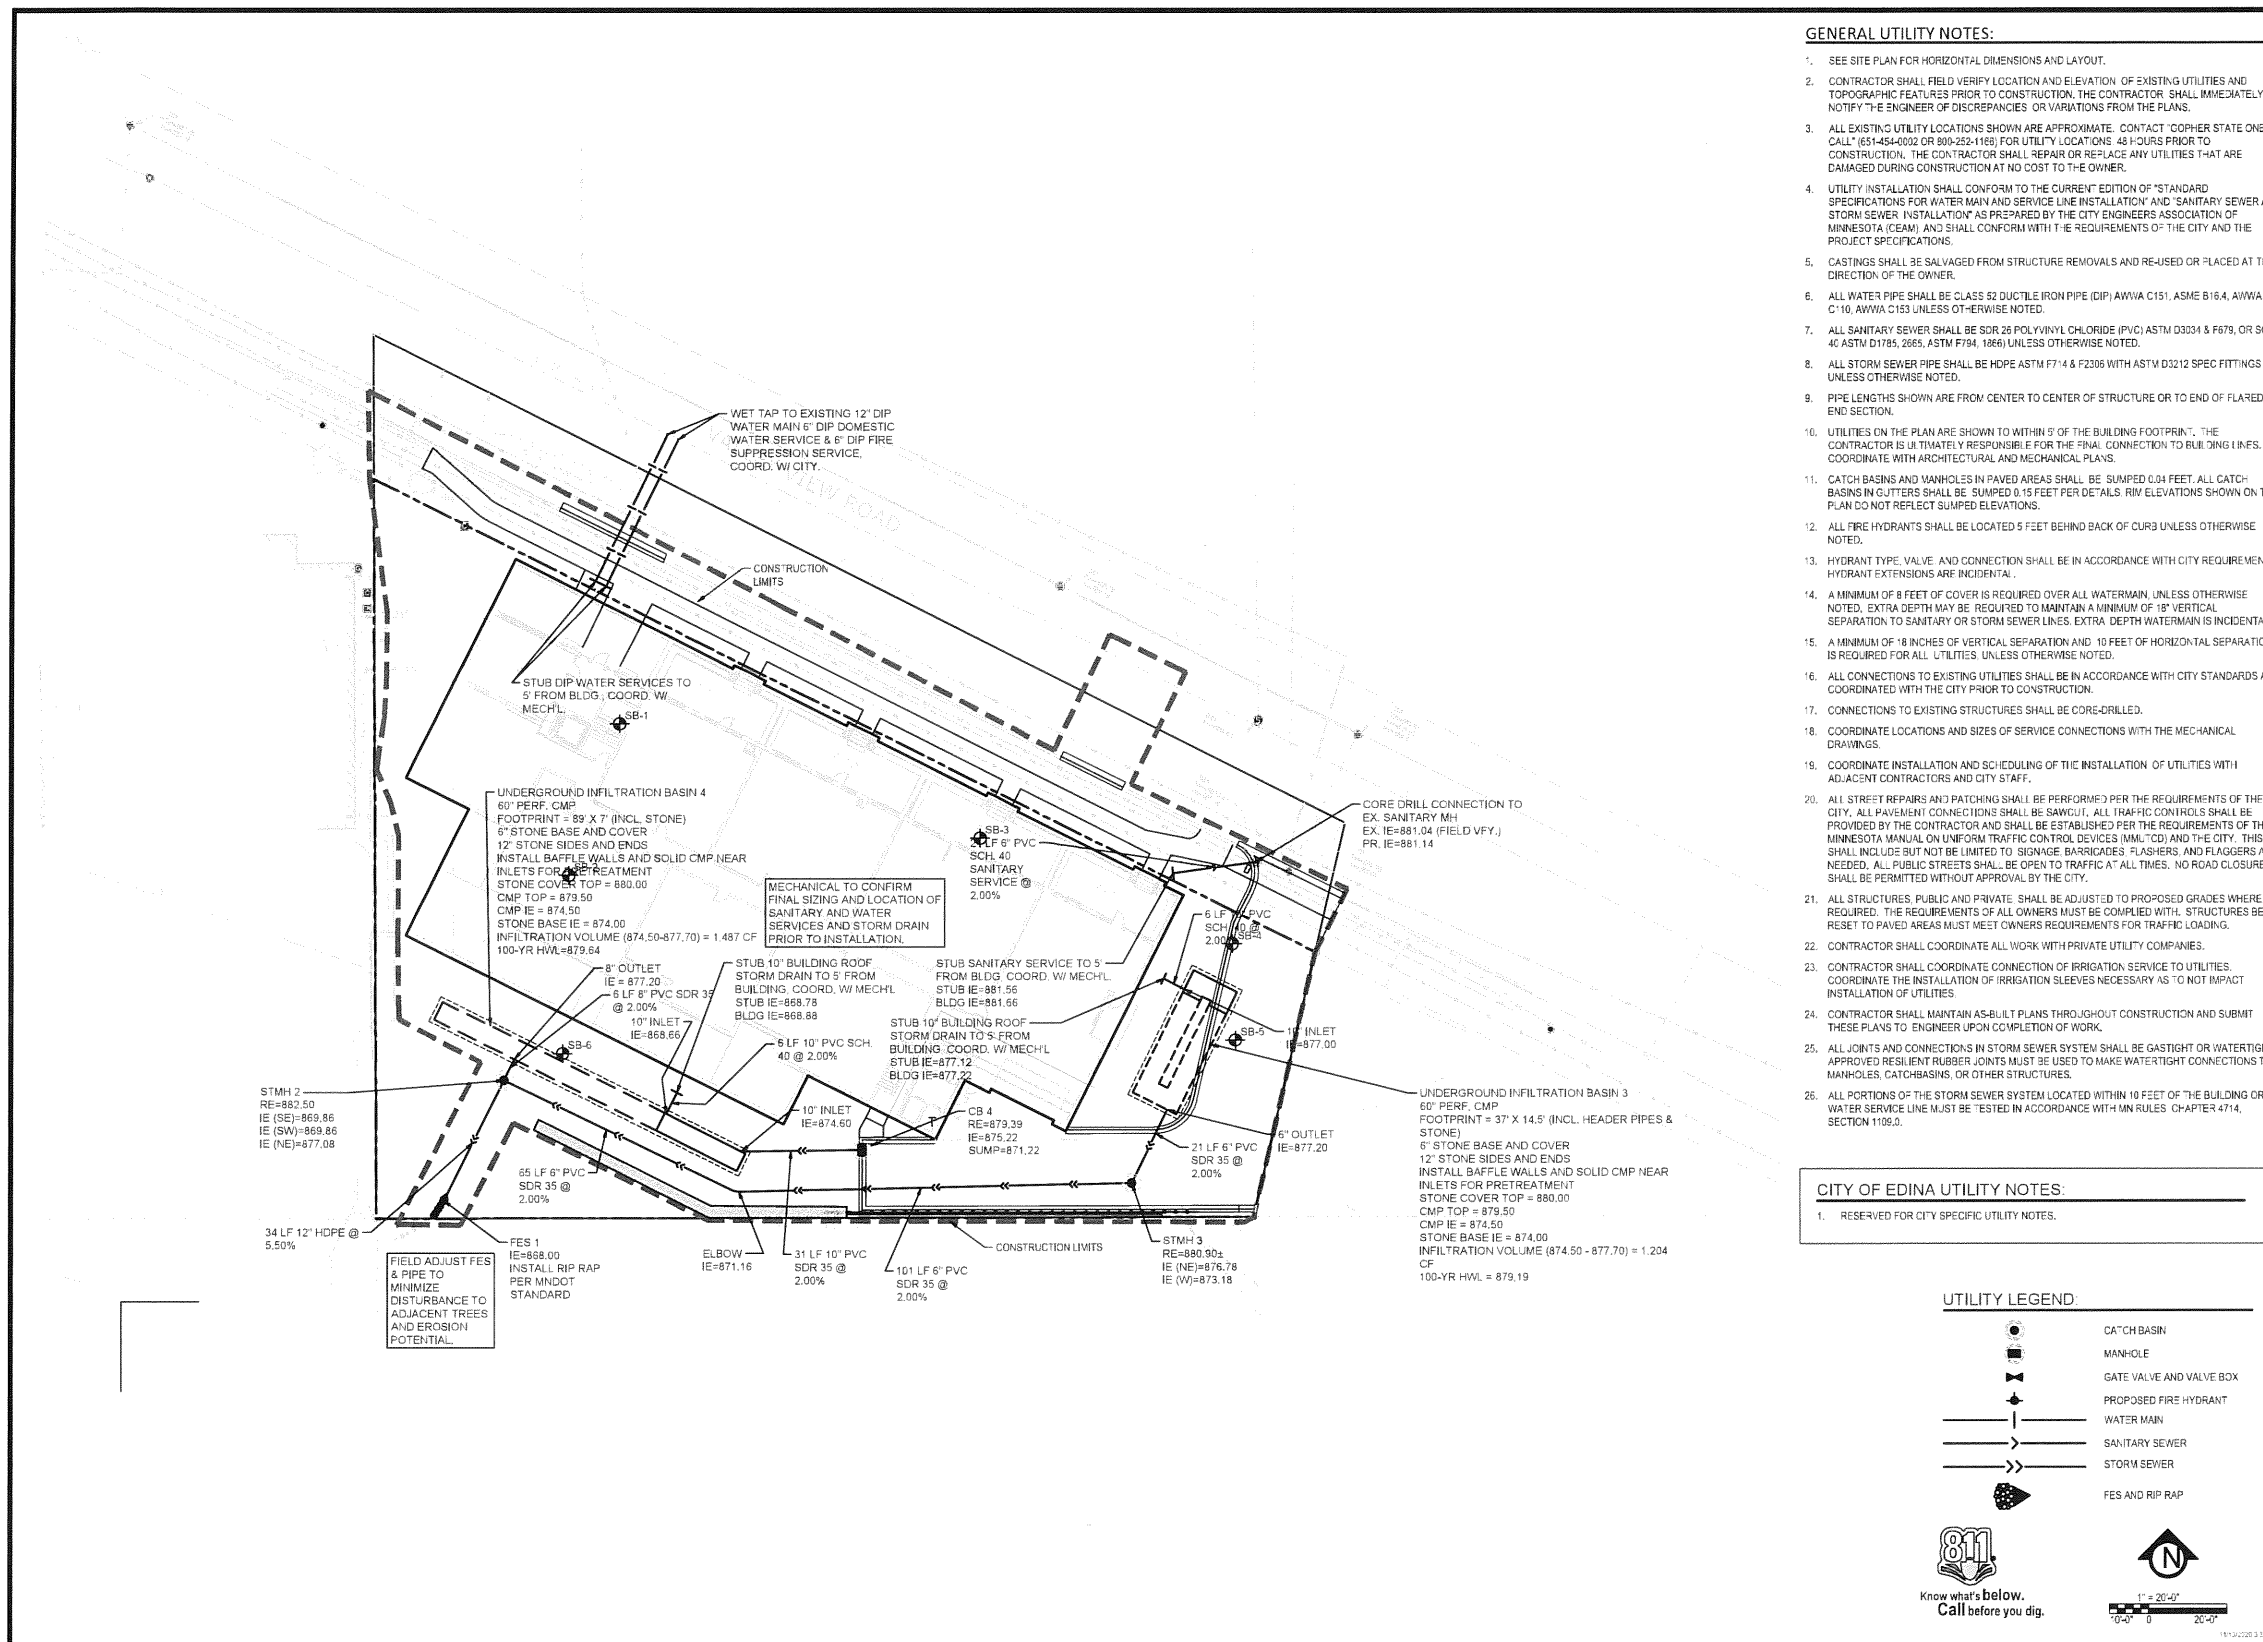 WET TAP TO EXISTING 12" DIP
WATER MAIN 6" DIP DOMESTIC
WATER SERVICE & 6" DIP FIRE
SUPPRESSION SERVICE,
COORD. W/ CITY.
VIEW ROAD
CONSTRUCTION
LIMITS
STUB DIP WATER SERVICES TO
5' FROM BLDG., COORD. W/
MECH'L.
SB-1
UNDERGROUND INFILTRATION BASIN 4
60" PERF. CMP
FOOTPRINT = 89' X 7' (INCL. STONE)
6" STONE BASE AND COVER
12" STONE SIDES AND ENDS
INSTALL BAFFLE WALLS AND SOLID CMP NEAR
INLETS FOR PRETREATMENT
STONE COVER TOP = 880.00
CMP TOP = 879.50
CMP IE = 874.50
STONE BASE IE = 874.00
INFILTRATION VOLUME (874.50-877.70) = 1,487 CF
100-YR HWL=879.64
SB-2
MECHANICAL TO CONFIRM
FINAL SIZING AND LOCATION OF
SANITARY AND WATER
SERVICES AND STORM DRAIN
PRIOR TO INSTALLATION.
SB-3
21 LF 6" PVC
SCH. 40
SANITARY
SERVICE @
2.00%
CORE DRILL CONNECTION TO
EX. SANITARY MH
EX. IE=881.04 (FIELD VFY.)
PR. IE=881.14
6 LF PVC
SCH. 40 @
2.00%
SB-4
8" OUTLET
IE = 877.20
6 LF 8" PVC SDR 35
@ 2.00%
10" INLET
IE=868.66
STUB 10" BUILDING ROOF
STORM DRAIN TO 5' FROM
BUILDING, COORD. W/ MECH'L
STUB IE=868.78
BLDG IE=868.88
6 LF 10" PVC SCH.
40 @ 2.00%
STUB SANITARY SERVICE TO 5'
FROM BLDG, COORD. W/ MECH'L.
STUB IE=881.56
BLDG IE=881.66
STUB 10" BUILDING ROOF
STORM DRAIN TO 5' FROM
BUILDING, COORD. W/ MECH'L
STUB IE=877.12
BLDG IE=877.22
SB-5
10" INLET
IE=877.00
SB-6
STMH 2
RE=882.50
IE (SE)=869.86
IE (SW)=869.86
IE (NE)=877.08
10" INLET
IE=874.60
CB 4
RE=879.39
IE=875.22
SUMP=871.22
6" OUTLET
IE=877.20
21 LF 6" PVC
SDR 35 @
2.00%
UNDERGROUND INFILTRATION BASIN 3
60" PERF. CMP
FOOTPRINT = 37' X 14.5' (INCL. HEADER PIPES &
STONE)
6" STONE BASE AND COVER
12" STONE SIDES AND ENDS
INSTALL BAFFLE WALLS AND SOLID CMP NEAR
INLETS FOR PRETREATMENT
STONE COVER TOP = 880.00
CMP TOP = 879.50
CMP IE = 874.50
STONE BASE IE = 874.00
INFILTRATION VOLUME (874.50 - 877.70) = 1,204
CF
100-YR HWL = 879.19
65 LF 6" PVC
SDR 35 @
2.00%
34 LF 12" HDPE @
5.50%
FES 1
IE=868.00
INSTALL RIP RAP
PER MNDOT
STANDARD
FIELD ADJUST FES
& PIPE TO
MINIMIZE
DISTURBANCE TO
ADJACENT TREES
AND EROSION
POTENTIAL.
ELBOW
IE=871.16
31 LF 10" PVC
SDR 35 @
2.00%
101 LF 6" PVC
SDR 35 @
2.00%
CONSTRUCTION LIMITS
STMH 3
RE=880.90±
IE (NE)=876.78
IE (W)=873.18
GENERAL UTILITY NOTES:
1. SEE SITE PLAN FOR HORIZONTAL DIMENSIONS AND LAYOUT.
2. CONTRACTOR SHALL FIELD VERIFY LOCATION AND ELEVATION OF EXISTING UTILITIES AND
TOPOGRAPHIC FEATURES PRIOR TO CONSTRUCTION. THE CONTRACTOR SHALL IMMEDIATELY
NOTIFY THE ENGINEER OF DISCREPANCIES OR VARIATIONS FROM THE PLANS.
3. ALL EXISTING UTILITY LOCATIONS SHOWN ARE APPROXIMATE. CONTACT "GOPHER STATE ONE
CALL" (651-454-0002 OR 800-252-1166) FOR UTILITY LOCATIONS, 48 HOURS PRIOR TO
CONSTRUCTION. THE CONTRACTOR SHALL REPAIR OR REPLACE ANY UTILITIES THAT ARE
DAMAGED DURING CONSTRUCTION AT NO COST TO THE OWNER.
4. UTILITY INSTALLATION SHALL CONFORM TO THE CURRENT EDITION OF "STANDARD
SPECIFICATIONS FOR WATER MAIN AND SERVICE LINE INSTALLATION" AND "SANITARY SEWER
STORM SEWER INSTALLATION" AS PREPARED BY THE CITY ENGINEERS ASSOCIATION OF
MINNESOTA (CEAM), AND SHALL CONFORM WITH THE REQUIREMENTS OF THE CITY AND THE
PROJECT SPECIFICATIONS.
5. CASTINGS SHALL BE SALVAGED FROM STRUCTURE REMOVALS AND RE-USED OR PLACED AT
DIRECTION OF THE OWNER.
6. ALL WATER PIPE SHALL BE CLASS 52 DUCTILE IRON PIPE (DIP) AWWA C151, ASME B16.4, AWWA
C110, AWWA C153 UNLESS OTHERWISE NOTED.
7. ALL SANITARY SEWER SHALL BE SDR 26 POLYVINYL CHLORIDE (PVC) ASTM D3034 & F679, OR
40 ASTM D1785, 2665, ASTM F794, 1866) UNLESS OTHERWISE NOTED.
8. ALL STORM SEWER PIPE SHALL BE HDPE ASTM F714 & F2306 WITH ASTM D3212 SPEC FITTINGS
UNLESS OTHERWISE NOTED.
9. PIPE LENGTHS SHOWN ARE FROM CENTER TO CENTER OF STRUCTURE OR TO END OF FLARED
END SECTION.
10. UTILITIES ON THE PLAN ARE SHOWN TO WITHIN 5' OF THE BUILDING FOOTPRINT. THE
CONTRACTOR IS ULTIMATELY RESPONSIBLE FOR THE FINAL CONNECTION TO BUILDING LINES.
COORDINATE WITH ARCHITECTURAL AND MECHANICAL PLANS.
11. CATCH BASINS AND MANHOLES IN PAVED AREAS SHALL BE SUMPED 0.04 FEET. ALL CATCH
BASINS IN GUTTERS SHALL BE SUMPED 0.15 FEET PER DETAILS. RIM ELEVATIONS SHOWN ON
PLAN DO NOT REFLECT SUMPED ELEVATIONS.
12. ALL FIRE HYDRANTS SHALL BE LOCATED 5 FEET BEHIND BACK OF CURB UNLESS OTHERWISE
NOTED.
13. HYDRANT TYPE, VALVE, AND CONNECTION SHALL BE IN ACCORDANCE WITH CITY
HYDRANT EXTENSIONS ARE INCIDENTAL.
14. A MINIMUM OF 8 FEET OF COVER IS REQUIRED OVER ALL WATERMAIN, UNLESS OTHERWISE
NOTED. EXTRA DEPTH MAY BE REQUIRED TO MAINTAIN A MINIMUM OF 18" VERTICAL
SEPARATION TO SANITARY OR STORM SEWER LINES. EXTRA DEPTH WATERMAIN IS
15. A MINIMUM OF 18 INCHES OF VERTICAL SEPARATION AND 10 FEET OF HORIZONTAL
IS REQUIRED FOR ALL UTILITIES, UNLESS OTHERWISE NOTED.
16. ALL CONNECTIONS TO EXISTING UTILITIES SHALL BE IN ACCORDANCE WITH CITY STANDARDS
COORDINATED WITH THE CITY PRIOR TO CONSTRUCTION.
17. CONNECTIONS TO EXISTING STRUCTURES SHALL BE CORE-DRILLED.
18. COORDINATE LOCATIONS AND SIZES OF SERVICE CONNECTIONS WITH THE MECHANICAL
DRAWINGS.
19. COORDINATE INSTALLATION AND SCHEDULING OF THE INSTALLATION OF UTILITIES WITH
ADJACENT CONTRACTORS AND CITY STAFF.
20. ALL STREET REPAIRS AND PATCHING SHALL BE PERFORMED PER THE REQUIREMENTS OF THE
CITY. ALL PAVEMENT CONNECTIONS SHALL BE SAWCUT. ALL TRAFFIC CONTROLS SHALL BE
PROVIDED BY THE CONTRACTOR AND SHALL BE ESTABLISHED PER THE REQUIREMENTS OF
MINNESOTA MANUAL ON UNIFORM TRAFFIC CONTROL DEVICES (MMUTCD) AND THE CITY. THIS
SHALL INCLUDE BUT NOT BE LIMITED TO SIGNAGE, BARRICADES, FLASHERS, AND FLAGGERS
NEEDED. ALL PUBLIC STREETS SHALL BE OPEN TO TRAFFIC AT ALL TIMES. NO ROAD
SHALL BE PERMITTED WITHOUT APPROVAL BY THE CITY.
21. ALL STRUCTURES, PUBLIC AND PRIVATE, SHALL BE ADJUSTED TO PROPOSED GRADES WHERE
REQUIRED. THE REQUIREMENTS OF ALL OWNERS MUST BE COMPLIED WITH. STRUCTURES
RESET TO PAVED AREAS MUST MEET OWNERS REQUIREMENTS FOR TRAFFIC LOADING.
22. CONTRACTOR SHALL COORDINATE ALL WORK WITH PRIVATE UTILITY COMPANIES.
23. CONTRACTOR SHALL COORDINATE CONNECTION OF IRRIGATION SERVICE TO UTILITIES.
COORDINATE THE INSTALLATION OF IRRIGATION SLEEVES NECESSARY AS TO NOT IMPACT
INSTALLATION OF UTILITIES.
24. CONTRACTOR SHALL MAINTAIN AS-BUILT PLANS THROUGHOUT CONSTRUCTION AND SUBMIT
THESE PLANS TO ENGINEER UPON COMPLETION OF WORK.
25. ALL JOINTS AND CONNECTIONS IN STORM SEWER SYSTEM SHALL BE GASTIGHT OR
APPROVED RESILIENT RUBBER JOINTS MUST BE USED TO MAKE WATERTIGHT CONNECTIONS
MANHOLES, CATCHBASINS, OR OTHER STRUCTURES.
26. ALL PORTIONS OF THE STORM SEWER SYSTEM LOCATED WITHIN 10 FEET OF THE BUILDING OR
WATER SERVICE LINE MUST BE TESTED IN ACCORDANCE WITH MN RULES, CHAPTER 4714,
SECTION 1109.0.
CITY OF EDINA UTILITY NOTES:
1. RESERVED FOR CITY SPECIFIC UTILITY NOTES.
UTILITY LEGEND:
CATCH BASIN
MANHOLE
GATE VALVE AND VALVE BOX
PROPOSED FIRE HYDRANT
WATER MAIN
SANITARY SEWER
STORM SEWER
FES AND RIP RAP
811
Know what's below.
Call before you dig.
N
1" = 20'-0"
10'-0" 0 20'-0"